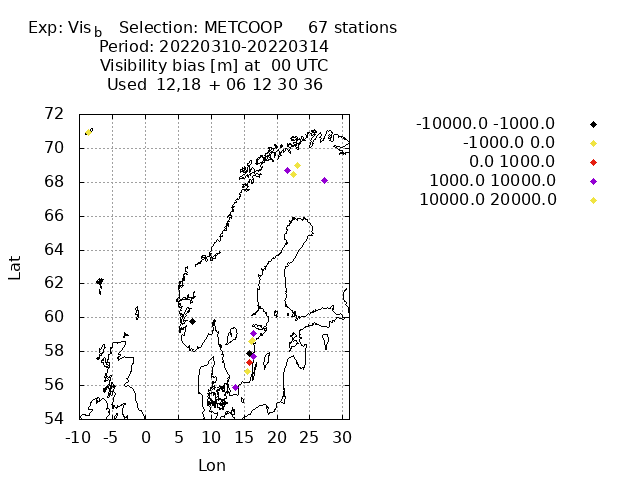 Exp: Vis b Selection: METCOOP 67 stations
Period: 20220310-20220314
Visibility bias [m] at 00 UTC
Used 12,18 + 06 12 30 36
-10000.0 -1000.0
-1000.0 0.0
0.0 1000.0
1000.0 10000.0
10000.0 20000.0
72
70
68
66
64
62
60
58
56
54
Lat
-10 -5 0 5 10 15 20 25 30
Lon